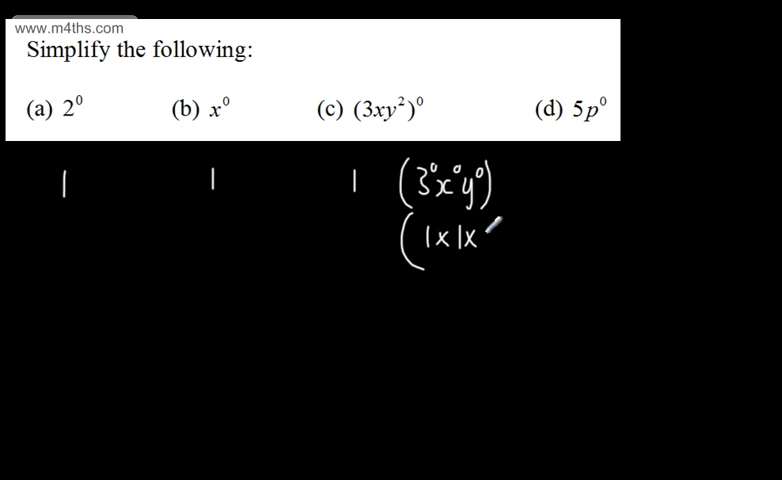 www.m4ths.com
Simplify the following:
(a) 2⁰ (b) x⁰ (c) (3xy²)⁰ (d) 5p⁰
1 1 1 (3⁰x⁰y⁰)
(1×1×